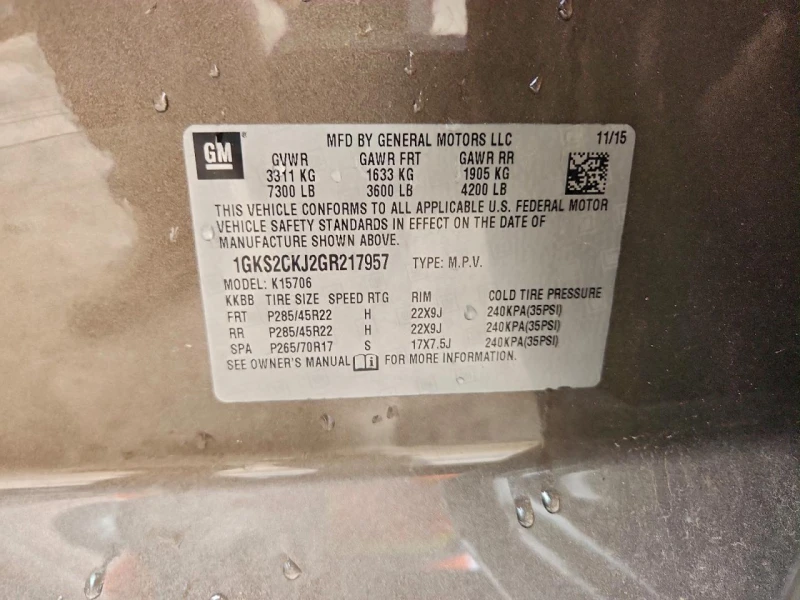 GM MFD BY GENERAL MOTORS LLC 11/15
GVWR GAWR FRT GAWR RR
3311 KG 1633 KG 1905 KG
7300 LB 3600 LB 4200 LB
THIS VEHICLE CONFORMS TO ALL APPLICABLE U.S. FEDERAL MOTOR
VEHICLE SAFETY STANDARDS IN EFFECT ON THE DATE OF
MANUFACTURE SHOWN ABOVE.
1GKS2CKJ2GR217957 TYPE: M.P.V.
MODEL: K15706
KKBB TIRE SIZE SPEED RTG RIM COLD TIRE PRESSURE
FRT P285/45R22 H 22X9J 240KPA(35PSI)
RR P285/45R22 H 22X9J 240KPA(35PSI)
SPA P265/70R17 S 17X7.5J 240KPA(35PSI)
SEE OWNER'S MANUAL i FOR MORE INFORMATION.